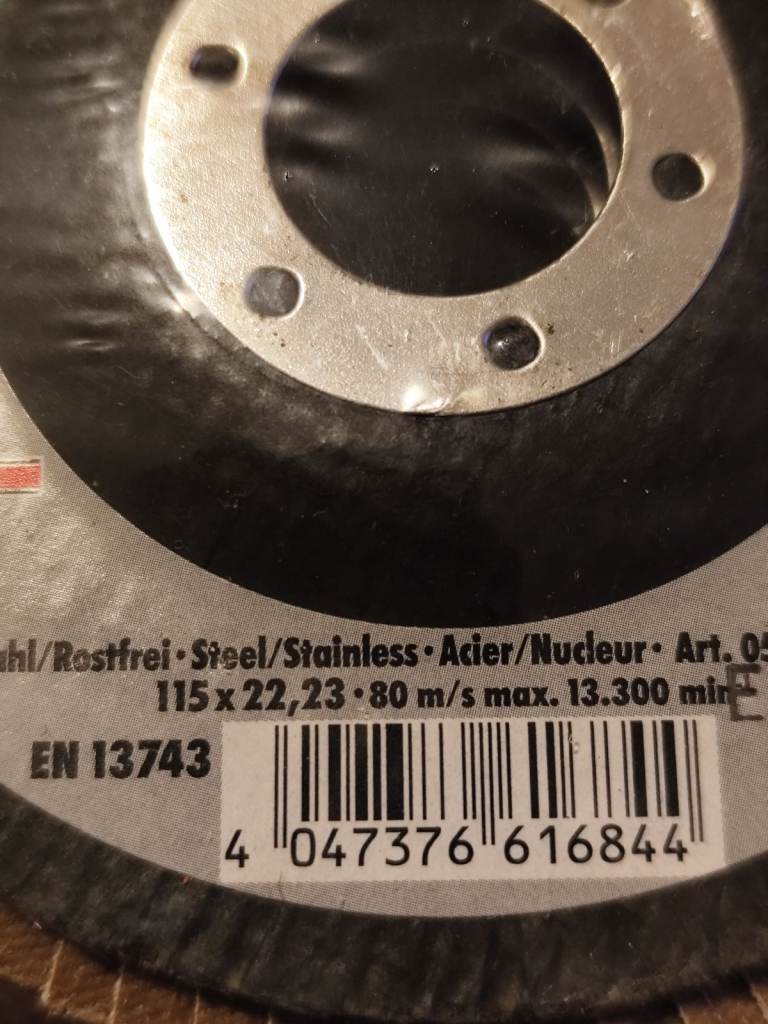 ahl/Rostfrei · Steel/Stainless · Acier/Nucleur · Art. 05
115 x 22,23 · 80 m/s max. 13.300 min
EN 13743
4 047376 616844